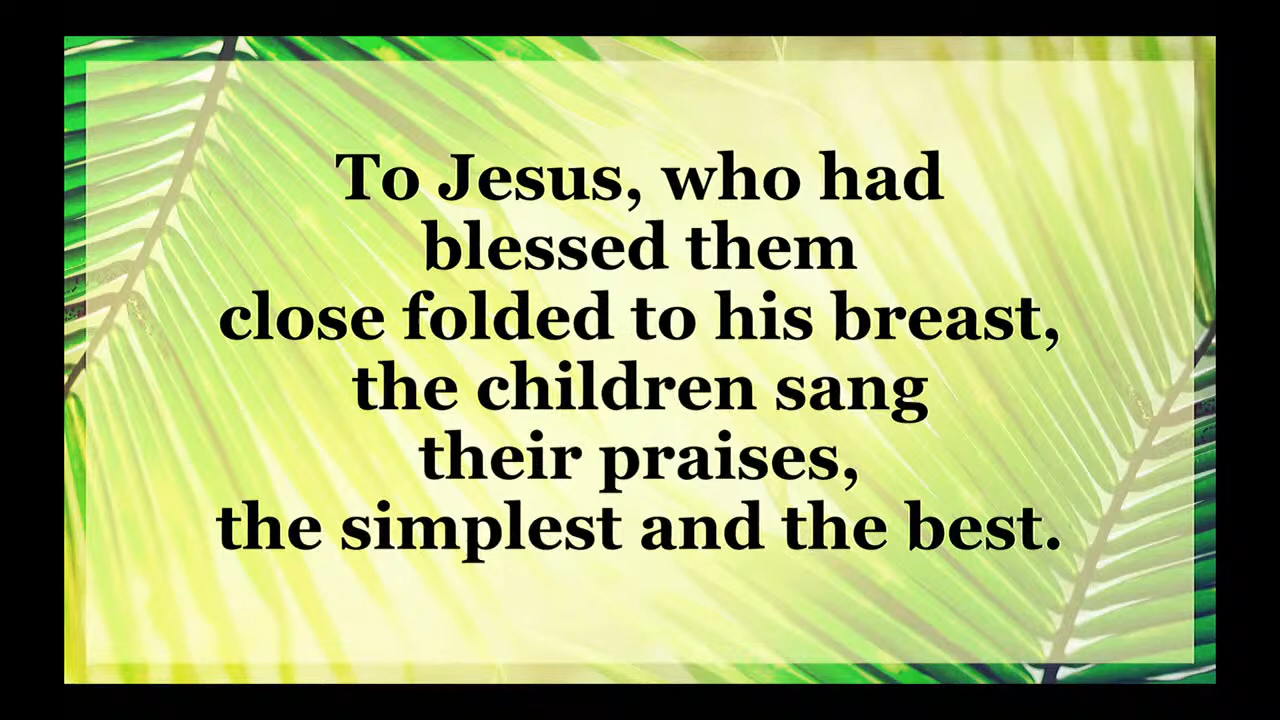 To Jesus, who had
blessed them
close folded to his breast,
the children sang
their praises,
the simplest and the best.